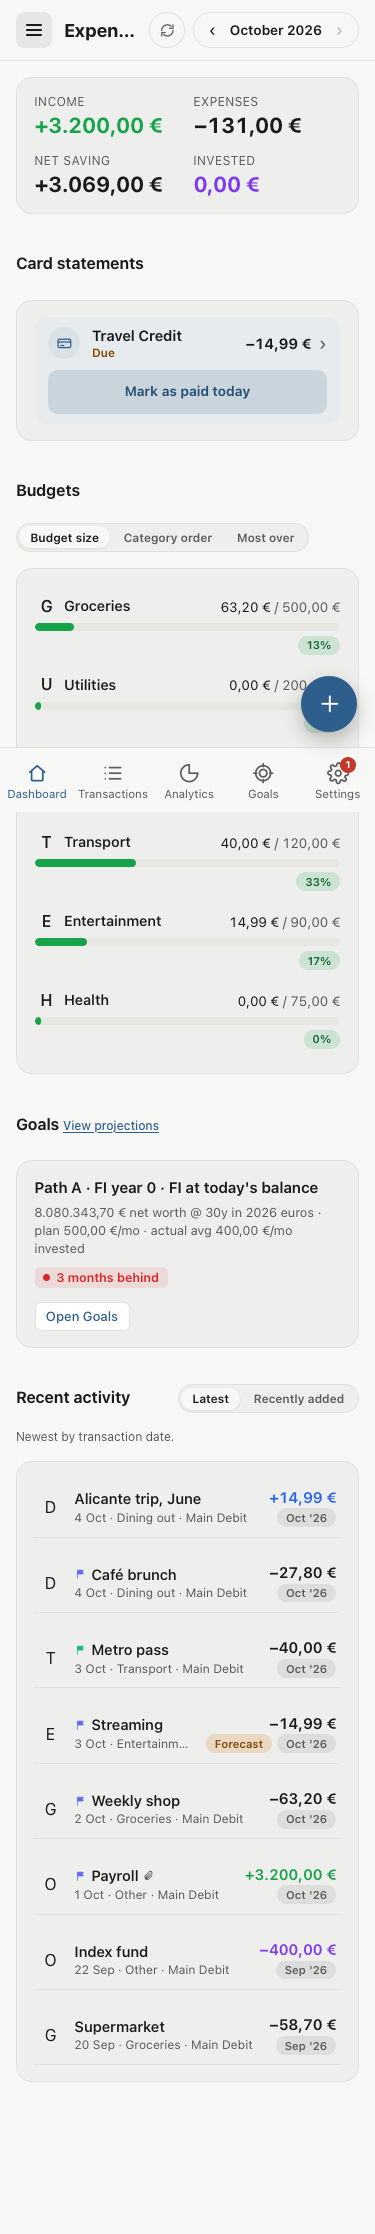 Expen...
‹ October 2026 ›
INCOME
EXPENSES
+3.200,00 €
−131,00 €
NET SAVING
INVESTED
+3.069,00 €
0,00 €
Card statements
Travel Credit
Due
−14,99 € ›
Mark as paid today
Budgets
Budget size
Category order
Most over
G Groceries 63,20 € / 500,00 €
13%
U Utilities 0,00 € / 200
Dashboard
Transactions
Analytics
Goals
1
Settings
T Transport 40,00 € / 120,00 €
33%
E Entertainment 14,99 € / 90,00 €
17%
H Health 0,00 € / 75,00 €
0%
Goals View projections
Path A · FI year 0 · FI at today's balance
8.080.343,70 € net worth @ 30y in 2026 euros ·
plan 500,00 €/mo · actual avg 400,00 €/mo
invested
3 months behind
Open Goals
Recent activity
Latest
Recently added
Newest by transaction date.
D Alicante trip, June +14,99 €
4 Oct · Dining out · Main Debit Oct '26
D Café brunch −27,80 €
4 Oct · Dining out · Main Debit Oct '26
T Metro pass −40,00 €
3 Oct · Transport · Main Debit Oct '26
E Streaming −14,99 €
3 Oct · Entertainm... Forecast Oct '26
G Weekly shop −63,20 €
2 Oct · Groceries · Main Debit Oct '26
O Payroll +3.200,00 €
1 Oct · Other · Main Debit Oct '26
O Index fund −400,00 €
22 Sep · Other · Main Debit Sep '26
G Supermarket −58,70 €
20 Sep · Groceries · Main Debit Sep '26